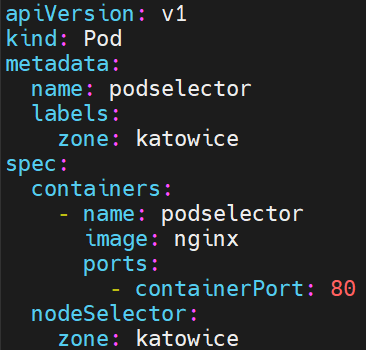 apiVersion: v1
kind: Pod
metadata:
  name: podselector
  labels:
    zone: katowice
spec:
  containers:
    - name: podselector
      image: nginx
      ports:
        - containerPort: 80
  nodeSelector:
    zone: katowice